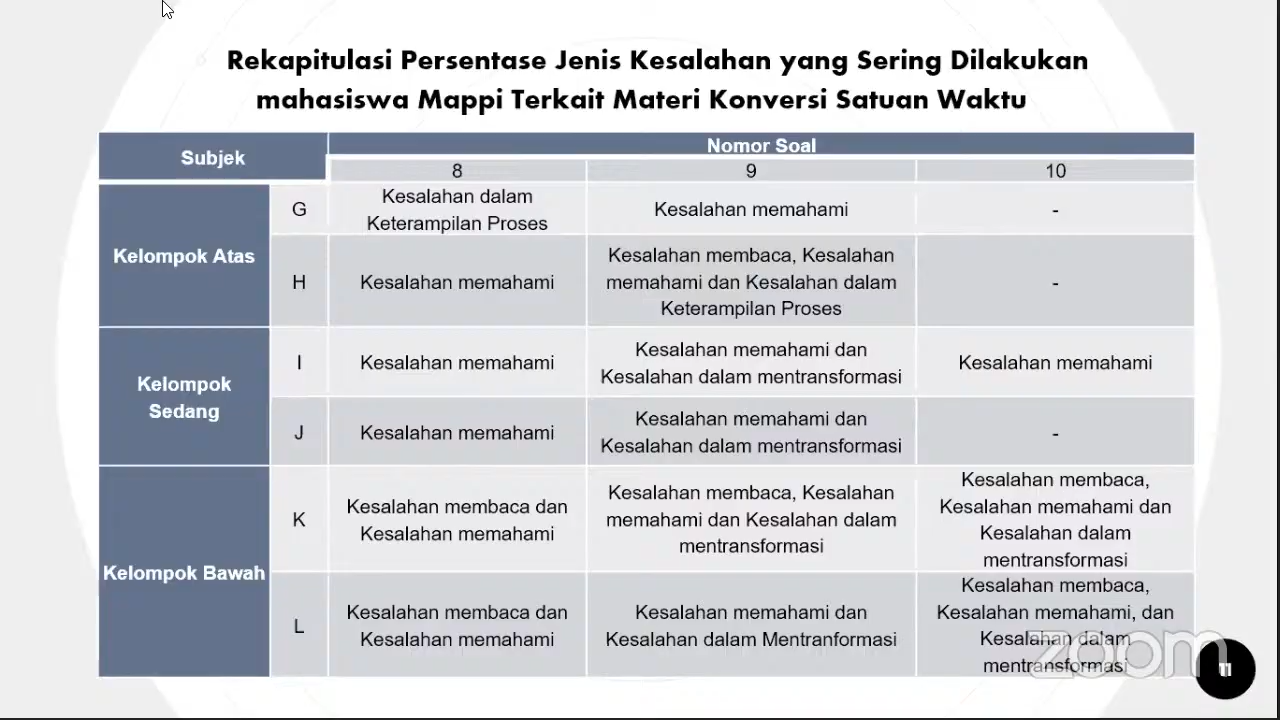 Rekapitulasi Persentase Jenis Kesalahan yang Sering Dilakukan
mahasiswa Mappi Terkait Materi Konversi Satuan Waktu
Subjek
Nomor Soal
8
9
10
Kelompok Atas
G
Kesalahan dalam
Keterampilan Proses
Kesalahan memahami
-
H
Kesalahan memahami
Kesalahan membaca, Kesalahan
memahami dan Kesalahan dalam
Keterampilan Proses
-
Kelompok
Sedang
I
Kesalahan memahami
Kesalahan memahami dan
Kesalahan dalam mentransformasi
Kesalahan memahami
J
Kesalahan memahami
Kesalahan memahami dan
Kesalahan dalam mentransformasi
-
Kelompok Bawah
K
Kesalahan membaca dan
Kesalahan memahami
Kesalahan membaca, Kesalahan
memahami dan Kesalahan dalam
mentransformasi
Kesalahan membaca,
Kesalahan memahami dan
Kesalahan dalam
mentransformasi
L
Kesalahan membaca dan
Kesalahan memahami
Kesalahan memahami dan
Kesalahan dalam Mentranformasi
Kesalahan membaca,
Kesalahan memahami, dan
Kesalahan dalam
mentransformasi
zoom
11